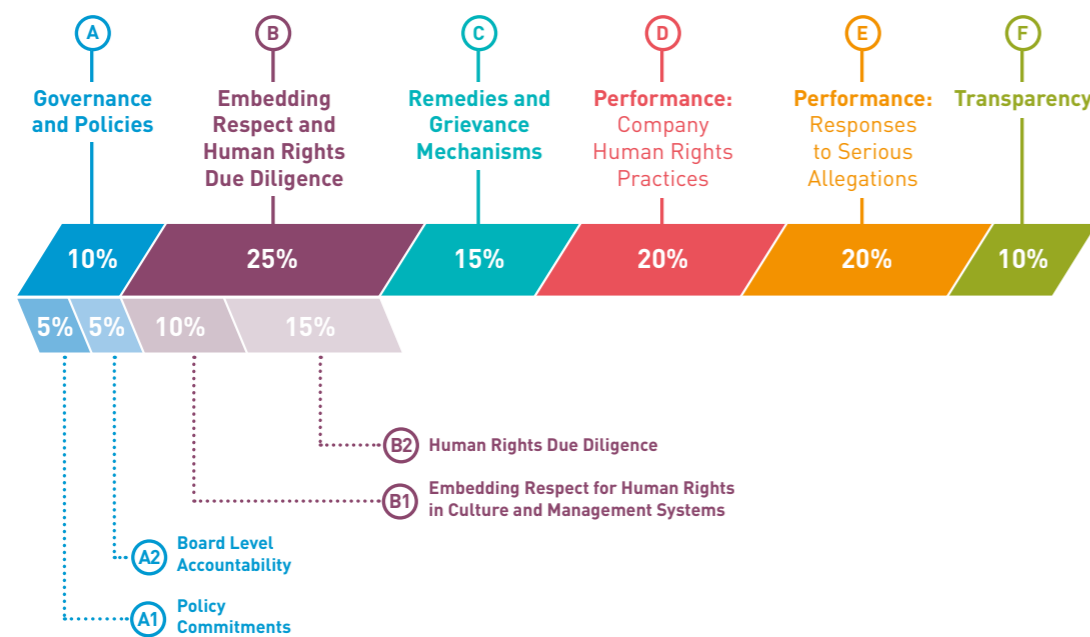 A
B
C
D
E
F
Governance
and Policies
Embedding
Respect and
Human Rights
Due Diligence
Remedies and
Grievance
Mechanisms
Performance:
Company
Human Rights
Practices
Performance:
Responses
to Serious
Allegations
Transparency
10%
25%
15%
20%
20%
10%
5%
5%
10%
15%
B2
Human Rights Due Diligence
B1
Embedding Respect for Human Rights
in Culture and Management Systems
A2
Board Level
Accountability
A1
Policy
Commitments